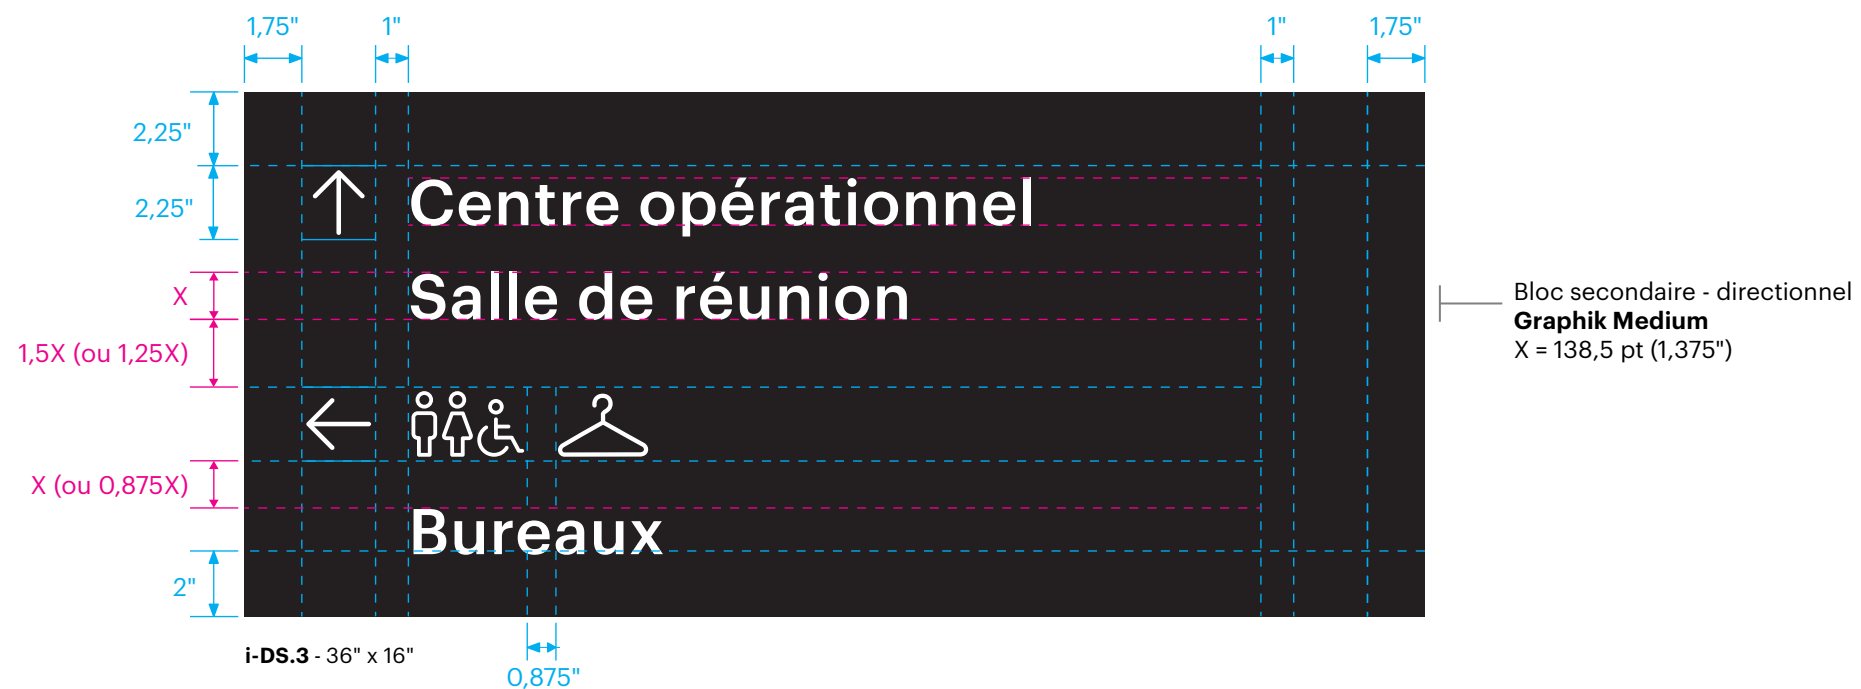 1,75" 1" 1" 1,75"
2,25"
2,25"
Centre opérationnel
X
Salle de réunion
Bloc secondaire - directionnel
Graphik Medium
X = 138,5 pt (1,375")
1,5X (ou 1,25X)
X (ou 0,875X)
Bureaux
2"
i-DS.3 - 36" x 16"
0,875"